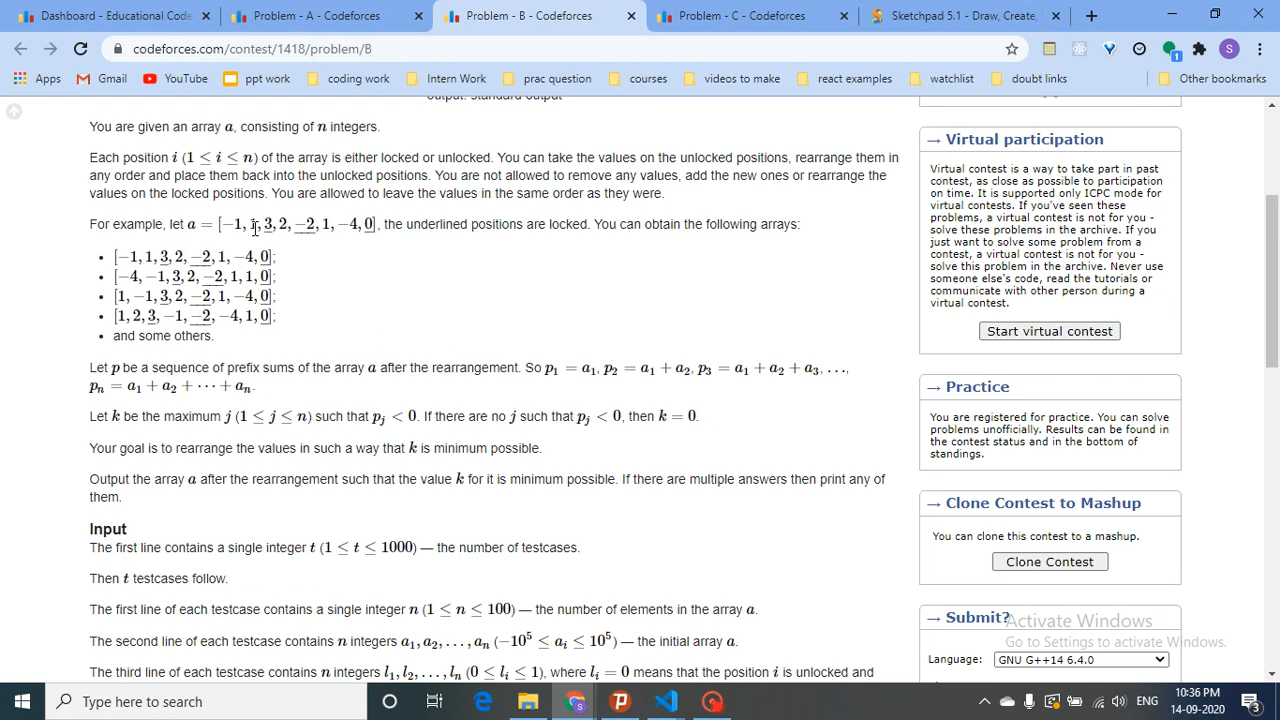 Dashboard - Educational Code
Problem - A - Codeforces
Problem - B - Codeforces
Problem - C - Codeforces
Sketchpad 5.1 - Draw, Create,
codeforces.com/contest/1418/problem/B
S
Apps
Gmail
YouTube
ppt work
coding work
Intern Work
prac question
courses
videos to make
react examples
watchlist
doubt links
Other bookmarks
output: standard output
You are given an array a, consisting of n integers.
Each position i (1 ≤ i ≤ n) of the array is either locked or unlocked. You can take the values on the unlocked positions, rearrange them in
any order and place them back into the unlocked positions. You are not allowed to remove any values, add the new ones or rearrange the
values on the locked positions. You are allowed to leave the values in the same order as they were.
For example, let a = [−1, 1, 3, 2, −2, 1, −4, 0], the underlined positions are locked. You can obtain the following arrays:
• [−1, 1, 3, 2, −2, 1, −4, 0];
• [−4, −1, 3, 2, −2, 1, 1, 0];
• [1, −1, 3, 2, −2, 1, −4, 0];
• [1, 2, 3, −1, −2, −4, 1, 0];
• and some others.
Let p be a sequence of prefix sums of the array a after the rearrangement. So p1 = a1, p2 = a1 + a2, p3 = a1 + a2 + a3, …,
pn = a1 + a2 + ⋯ + an.
Let k be the maximum j (1 ≤ j ≤ n) such that pj < 0. If there are no j such that pj < 0, then k = 0.
Your goal is to rearrange the values in such a way that k is minimum possible.
Output the array a after the rearrangement such that the value k for it is minimum possible. If there are multiple answers then print any of
them.
Input
The first line contains a single integer t (1 ≤ t ≤ 1000) — the number of testcases.
Then t testcases follow.
The first line of each testcase contains a single integer n (1 ≤ n ≤ 100) — the number of elements in the array a.
The second line of each testcase contains n integers a1, a2, …, an (−10^5 ≤ ai ≤ 10^5) — the initial array a.
The third line of each testcase contains n integers l1, l2, …, ln (0 ≤ li ≤ 1), where li = 0 means that the position i is unlocked and
→ Virtual participation
Virtual contest is a way to take part in past
contest, as close as possible to participation
on time. It is supported only ICPC mode for
virtual contests. If you've seen these
problems, a virtual contest is not for you -
solve these problems in the archive. If you
just want to solve some problem from a
contest, a virtual contest is not for you -
solve this problem in the archive. Never use
someone else's code, read the tutorials or
communicate with other person during a
virtual contest.
Start virtual contest
→ Practice
You are registered for practice. You can solve
problems unofficially. Results can be found in
the contest status and in the bottom of
standings.
→ Clone Contest to Mashup
You can clone this contest to a mashup.
Clone Contest
→ Submit?
Language: GNU G++14 6.4.0
Activate Windows
Go to Settings to activate Windows.
Type here to search
ENG
10:36 PM
14-09-2020
3